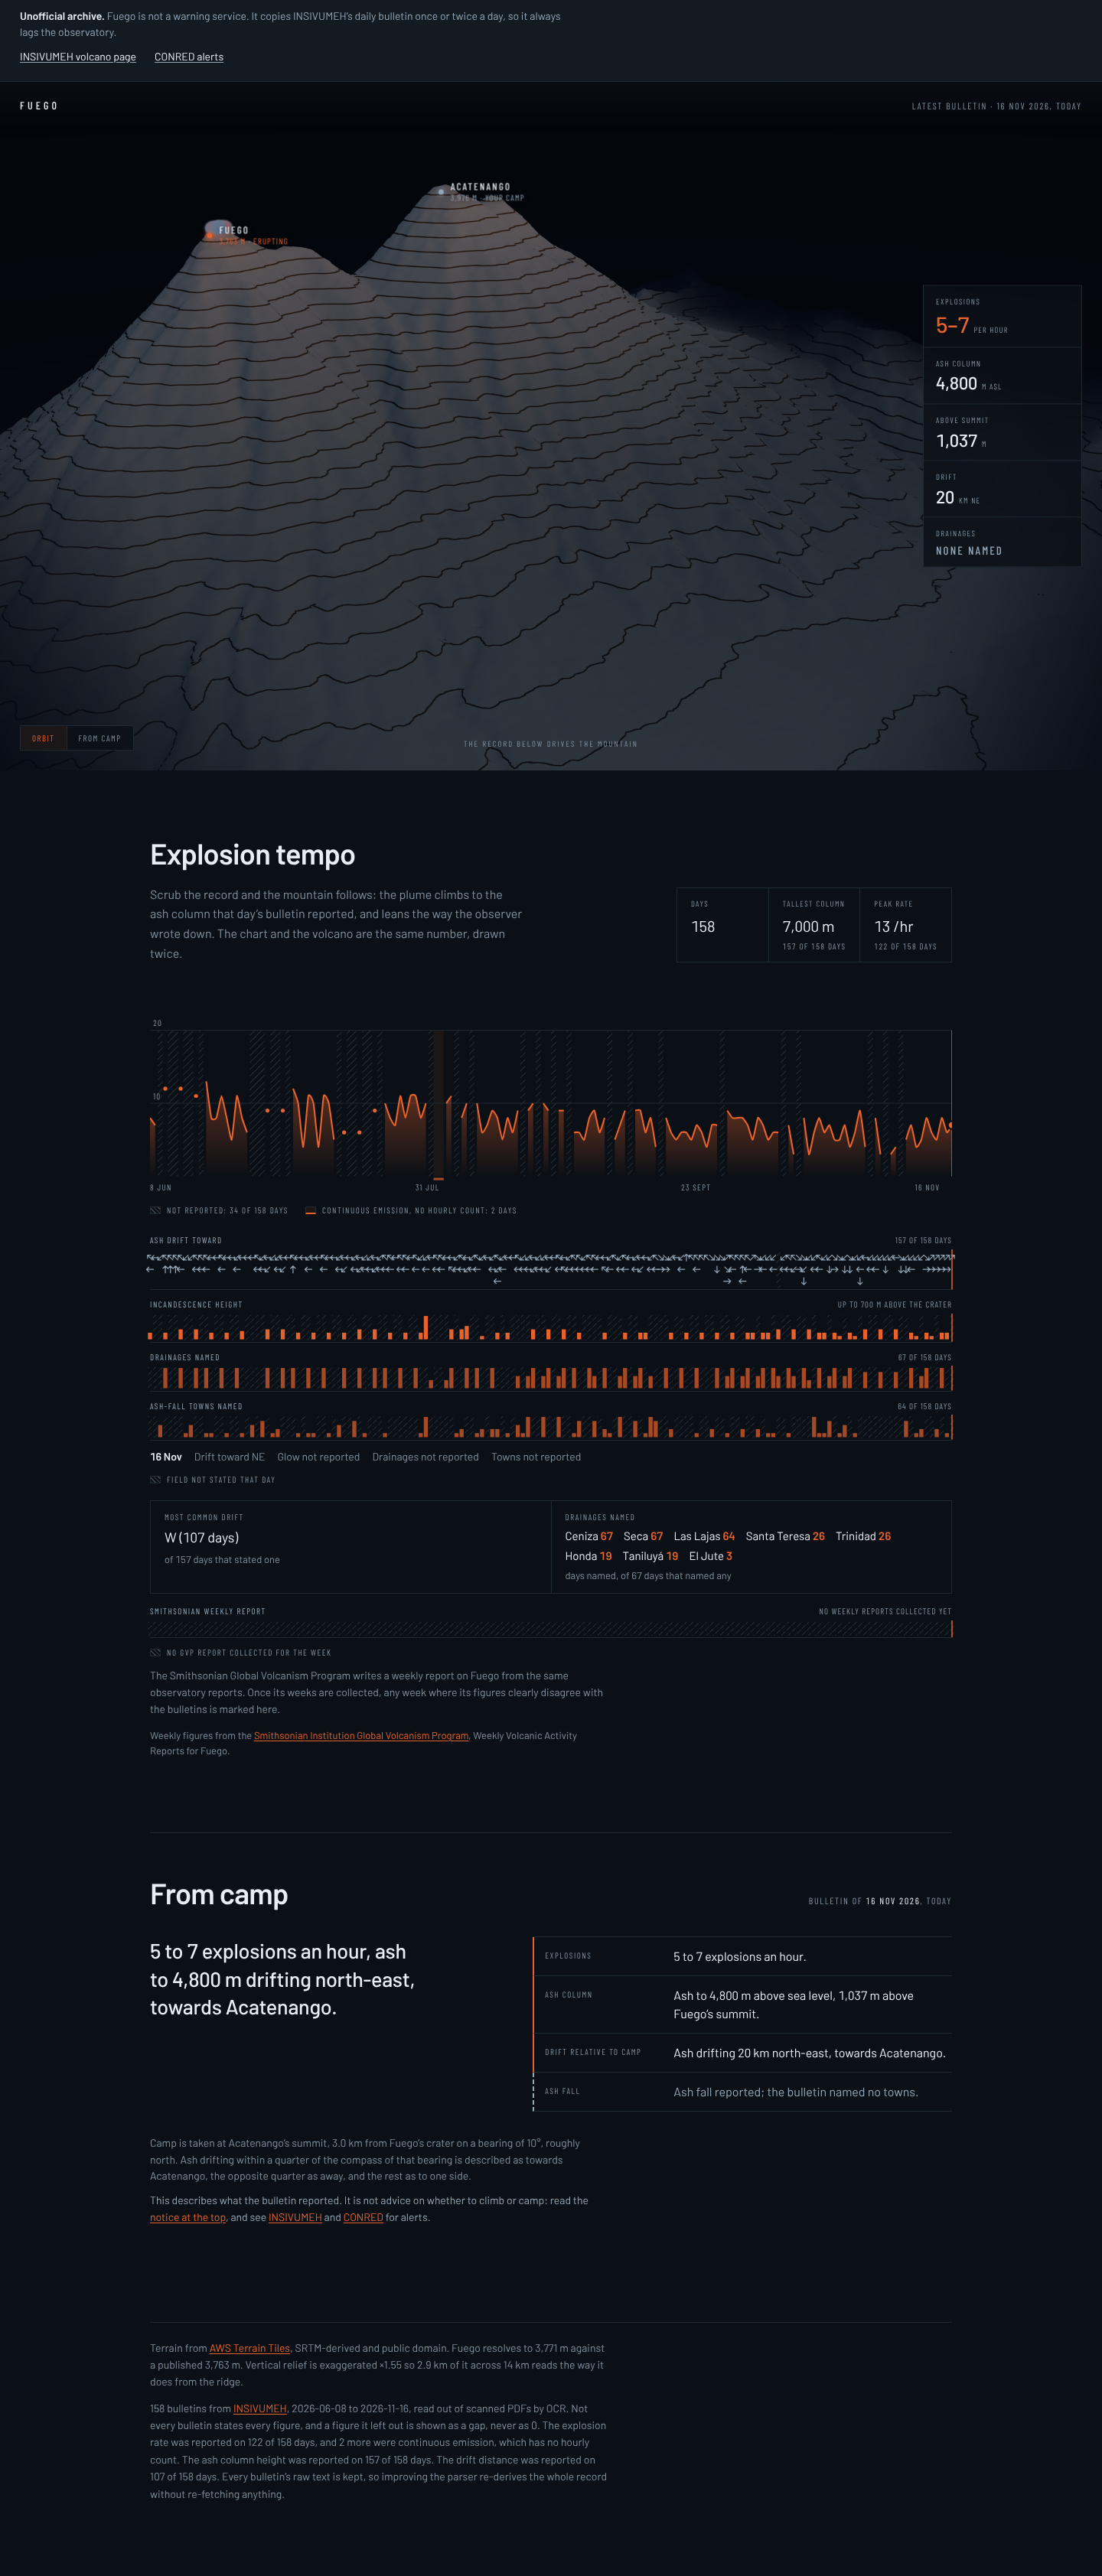 Unofficial archive. Fuego is not a warning service. It copies INSIVUMEH's daily bulletin once or twice a day, so it always
lags the observatory.
INSIVUMEH volcano page CONRED alerts
FUEGO
LATEST BULLETIN · 16 NOV 2026, TODAY
ACATENANGO
3,976 M · YOUR CAMP
FUEGO
3,763 M · ERUPTING
EXPLOSIONS
5–7 PER HOUR
ASH COLUMN
4,800 M ASL
ABOVE SUMMIT
1,037 M
DRIFT
20 KM NE
DRAINAGES
NONE NAMED
ORBIT FROM CAMP
THE RECORD BELOW DRIVES THE MOUNTAIN
Explosion tempo
Scrub the record and the mountain follows: the plume climbs to the
ash column that day's bulletin reported, and leans the way the observer
wrote down. The chart and the volcano are the same number, drawn
twice.
DAYS
158
TALLEST COLUMN
7,000 m
157 OF 158 DAYS
PEAK RATE
13 /hr
122 OF 158 DAYS
20
10
8 JUN 31 JUL 23 SEPT 16 NOV
NOT REPORTED: 34 OF 158 DAYS CONTINUOUS EMISSION, NO HOURLY COUNT: 2 DAYS
ASH DRIFT TOWARD 157 OF 158 DAYS
INCANDESCENCE HEIGHT UP TO 700 M ABOVE THE CRATER
DRAINAGES NAMED 67 OF 158 DAYS
ASH-FALL TOWNS NAMED 64 OF 158 DAYS
16 Nov Drift toward NE Glow not reported Drainages not reported Towns not reported
FIELD NOT STATED THAT DAY
MOST COMMON DRIFT
W (107 days)
of 157 days that stated one
DRAINAGES NAMED
Ceniza 67 Seca 67 Las Lajas 64 Santa Teresa 26 Trinidad 26
Honda 19 Taniluyá 19 El Jute 3
days named, of 67 days that named any
SMITHSONIAN WEEKLY REPORT NO WEEKLY REPORTS COLLECTED YET
NO GVP REPORT COLLECTED FOR THE WEEK
The Smithsonian Global Volcanism Program writes a weekly report on Fuego from the same
observatory reports. Once its weeks are collected, any week where its figures clearly disagree with
the bulletins is marked here.
Weekly figures from the Smithsonian Institution Global Volcanism Program, Weekly Volcanic Activity
Reports for Fuego.
From camp
BULLETIN OF 16 NOV 2026, TODAY
5 to 7 explosions an hour, ash
to 4,800 m drifting north-east,
towards Acatenango.
EXPLOSIONS 5 to 7 explosions an hour.
ASH COLUMN Ash to 4,800 m above sea level, 1,037 m above
Fuego's summit.
DRIFT RELATIVE TO CAMP Ash drifting 20 km north-east, towards Acatenango.
ASH FALL Ash fall reported; the bulletin named no towns.
Camp is taken at Acatenango's summit, 3.0 km from Fuego's crater on a bearing of 10°, roughly
north. Ash drifting within a quarter of the compass of that bearing is described as towards
Acatenango, the opposite quarter as away, and the rest as to one side.
This describes what the bulletin reported. It is not advice on whether to climb or camp: read the
notice at the top, and see INSIVUMEH and CONRED for alerts.
Terrain from AWS Terrain Tiles, SRTM-derived and public domain. Fuego resolves to 3,771 m against
a published 3,763 m. Vertical relief is exaggerated ×1.55 so 2.9 km of it across 14 km reads the way it
does from the ridge.
158 bulletins from INSIVUMEH, 2026-06-08 to 2026-11-16, read out of scanned PDFs by OCR. Not
every bulletin states every figure, and a figure it left out is shown as a gap, never as 0. The explosion
rate was reported on 122 of 158 days, and 2 more were continuous emission, which has no hourly
count. The ash column height was reported on 157 of 158 days. The drift distance was reported on
107 of 158 days. Every bulletin's raw text is kept, so improving the parser re-derives the whole record
without re-fetching anything.